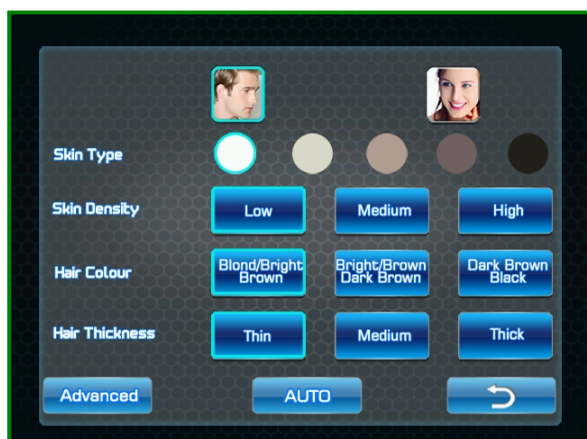 Skin Type
Skin Density
Low
Medium
High
Hair Colour
Blond/Bright
Brown
Bright/Brown
Dark Brown
Dark Brown
Black
Hair Thickness
Thin
Medium
Thick
Advanced
AUTO